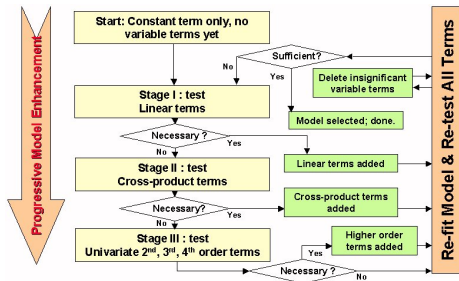 Start: Constant term only, no
variable terms yet
Sufficient?
No
Yes
Delete insignificant
variable terms
Stage I : test
Linear terms
Model selected; done.
Necessary ?
Yes
No
Linear terms added
Stage II : test
Cross-product terms
Cross-product terms
added
Necessary?
Yes
No
Stage III : test
Univariate 2nd, 3rd, 4th order terms
Higher order
terms added
Yes
Necessary ?
No
Progressive Model Enhancement
Re-fit Model & Re-test All Terms